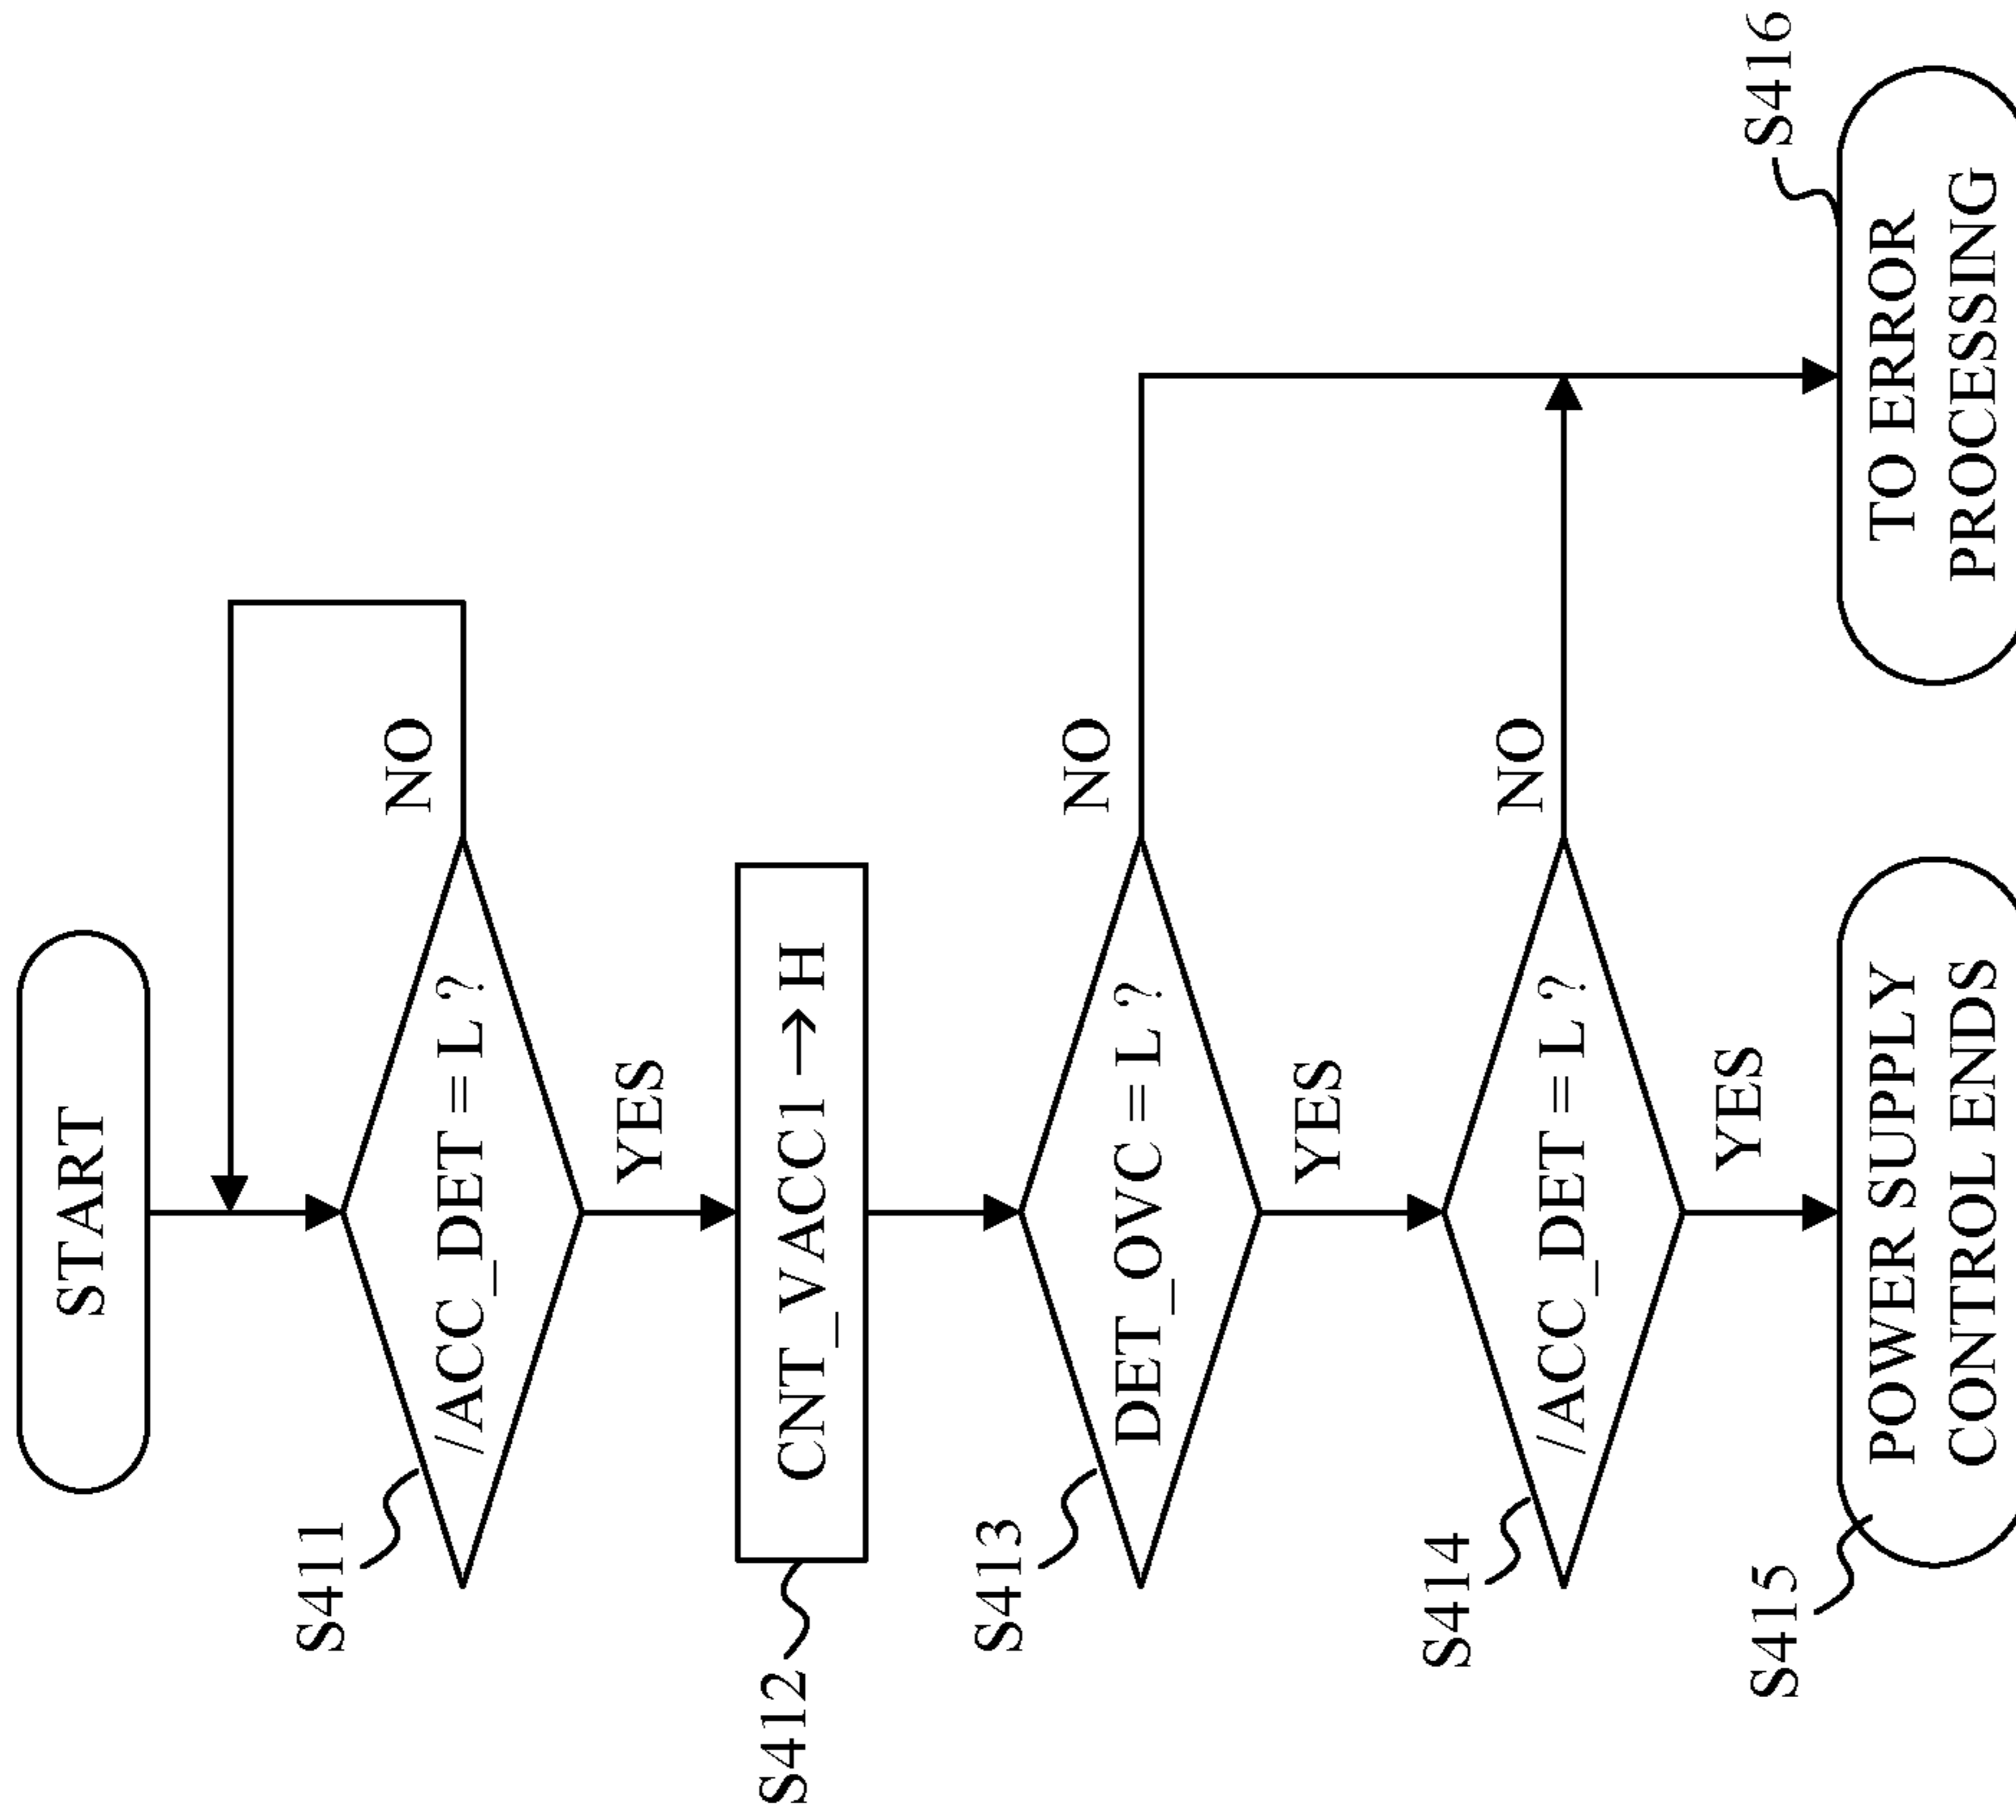 START
S411
/ACC_DET = L ?
NO
YES
S412
CNT_VACC1 → H
S413
DET_OVC = L ?
NO
YES
S414
/ACC_DET = L ?
NO
YES
S415
POWER SUPPLY
CONTROL ENDS
S416
TO ERROR
PROCESSING